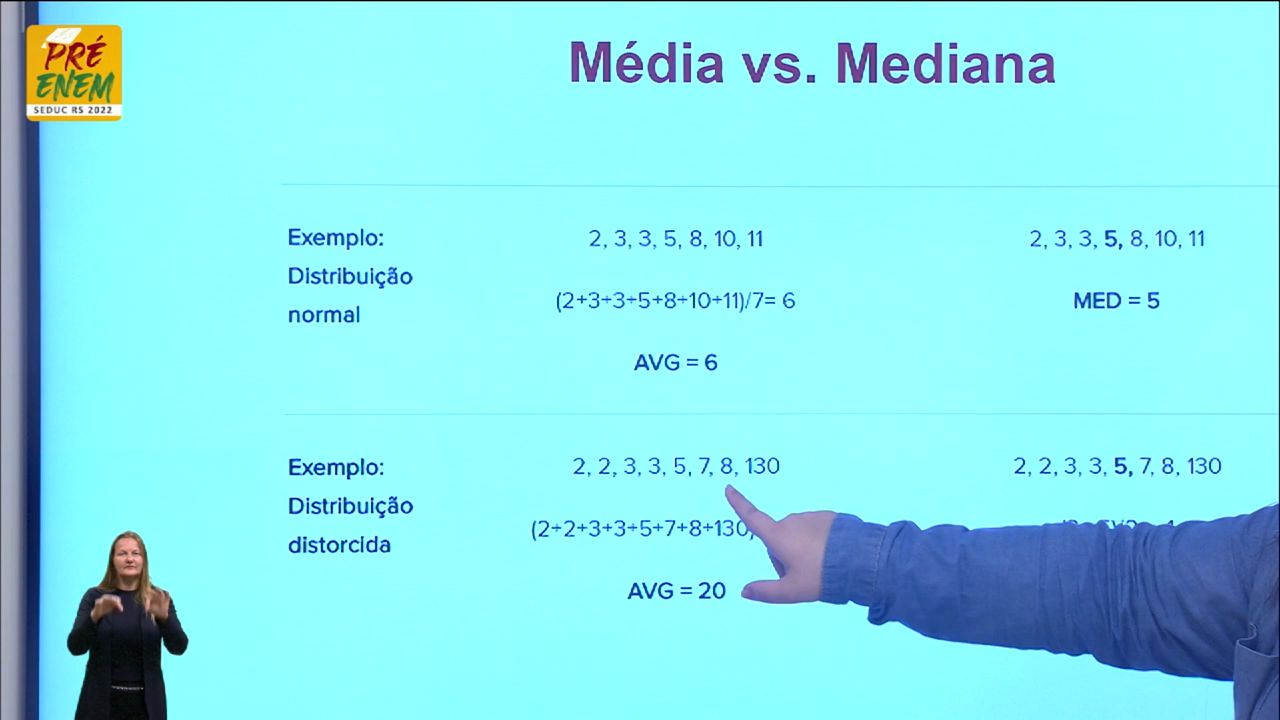 PRÉ
ENEM
SEDUC RS 2022
Média vs. Mediana
Exemplo:
Distribuição
normal
2, 3, 3, 5, 8, 10, 11
(2+3+3+5+8+10+11)/7= 6
AVG = 6
2, 3, 3, 5, 8, 10, 11
MED = 5
Exemplo:
Distribuição
distorcida
2, 2, 3, 3, 5, 7, 8, 130
(2+2+3+3+5+7+8+130)
AVG = 20
2, 2, 3, 3, 5, 7, 8, 130